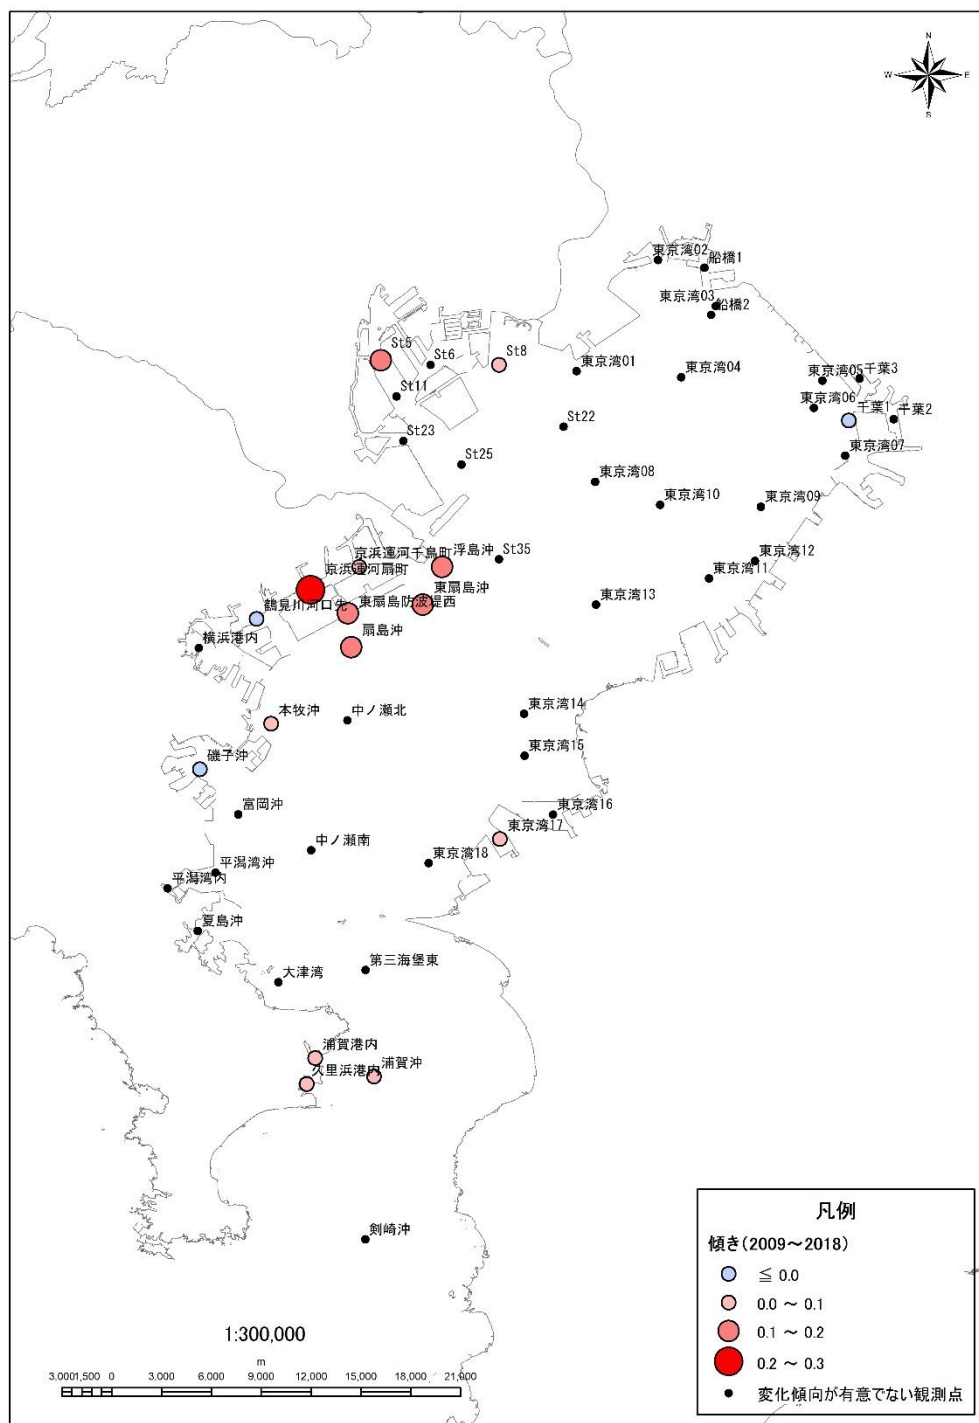 N
W
E
S
東京湾02
船橋1
東京湾03
船橋2
St5
St6
St8
東京湾01
東京湾04
東京湾05
千葉3
東京湾06
千葉1
千葉2
St11
St22
St23
St25
東京湾07
東京湾08
東京湾10
東京湾09
京浜運河千鳥町
浮島沖
St35
東京湾12
京浜運河扇町
東扇島沖
東京湾11
鶴見川河口先
東扇島防波堤西
東京湾13
扇島沖
横浜港内
本牧沖
中ノ瀬北
東京湾14
磯子沖
東京湾15
富岡沖
東京湾16
東京湾17
中ノ瀬南
東京湾18
平潟湾沖
平潟湾内
夏島沖
第三海堡東
大津湾
浦賀港内
浦賀沖
久里浜港内
剣崎沖
凡例
傾き(2009～2018)
≦ 0.0
0.0 ～ 0.1
0.1 ～ 0.2
0.2 ～ 0.3
変化傾向が有意でない観測点
1:300,000
m
3,0001,500 0 3,000 6,000 9,000 12,000 15,000 18,000 21,000